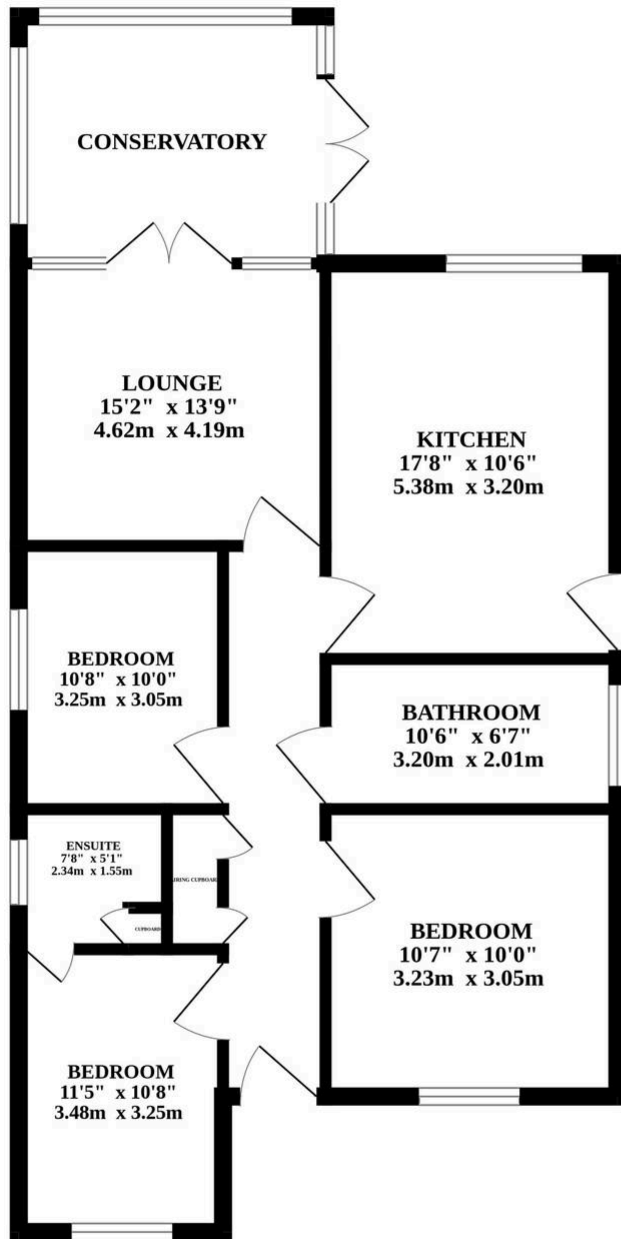 CONSERVATORY
LOUNGE
15'2" x 13'9"
4.62m x 4.19m
KITCHEN
17'8" x 10'6"
5.38m x 3.20m
BEDROOM
10'8" x 10'0"
3.25m x 3.05m
BATHROOM
10'6" x 6'7"
3.20m x 2.01m
ENSUITE
7'8" x 5'1"
2.34m x 1.55m
CUPBOARD
BEDROOM
10'7" x 10'0"
3.23m x 3.05m
BEDROOM
11'5" x 10'8"
3.48m x 3.25m